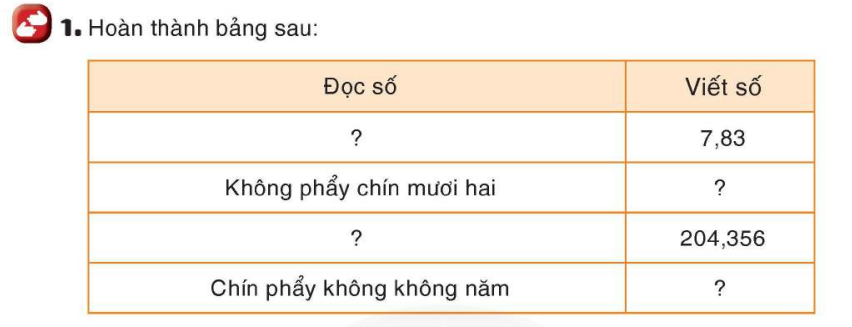 1. Hoàn thành bảng sau:
Đọc số Viết số
? 7,83
Không phẩy chín mươi hai ?
? 204,356
Chín phẩy không không năm ?